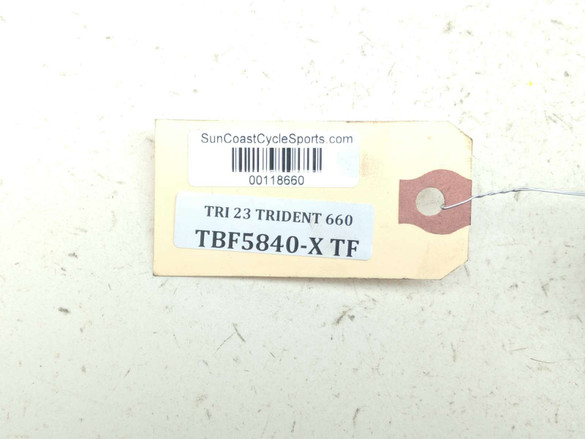 SunCoastCycleSports.com
00118660
TRI 23 TRIDENT 660
TBF5840-X TF